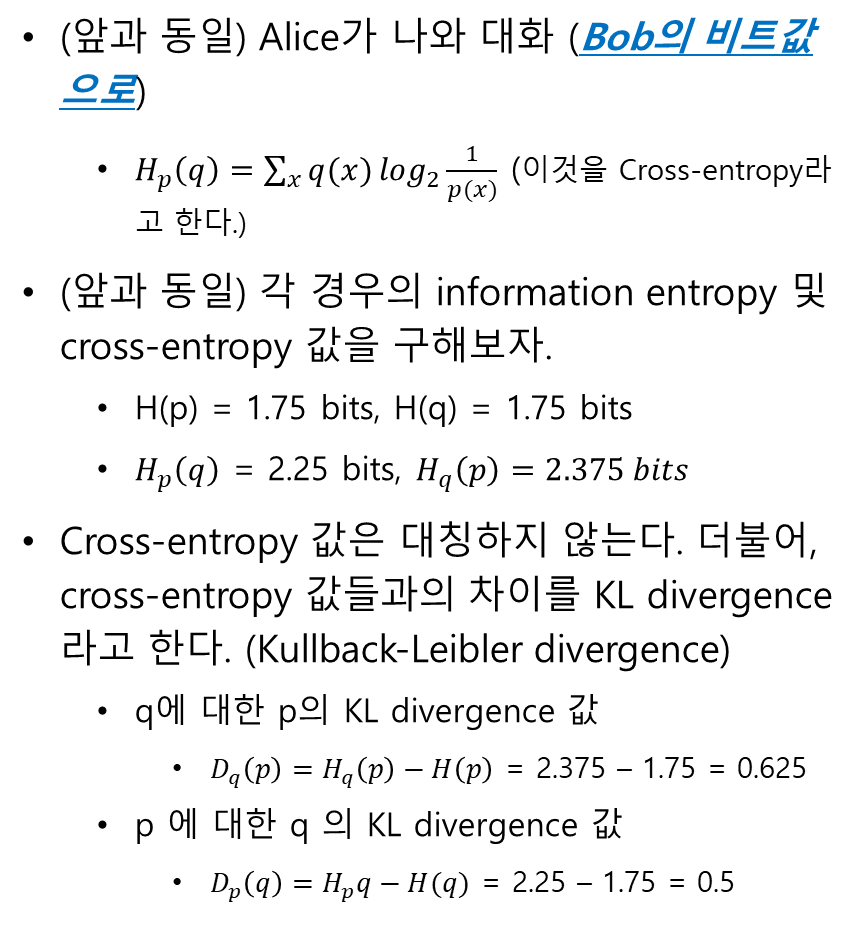 • (앞과 동일) Alice가 나와 대화 (Bob의 비트값
으로)
• H_p(q) = ∑_x q(x) log_2 1/p(x) (이것을 Cross-entropy라
고 한다.)
• (앞과 동일) 각 경우의 information entropy 및
cross-entropy 값을 구해보자.
• H(p) = 1.75 bits, H(q) = 1.75 bits
• H_p(q) = 2.25 bits, H_q(p) = 2.375 bits
• Cross-entropy 값은 대칭하지 않는다. 더불어,
cross-entropy 값들과의 차이를 KL divergence
라고 한다. (Kullback-Leibler divergence)
• q에 대한 p의 KL divergence 값
• D_q(p) = H_q(p) − H(p) = 2.375 – 1.75 = 0.625
• p 에 대한 q 의 KL divergence 값
• D_p(q) = H_p q − H(q) = 2.25 – 1.75 = 0.5